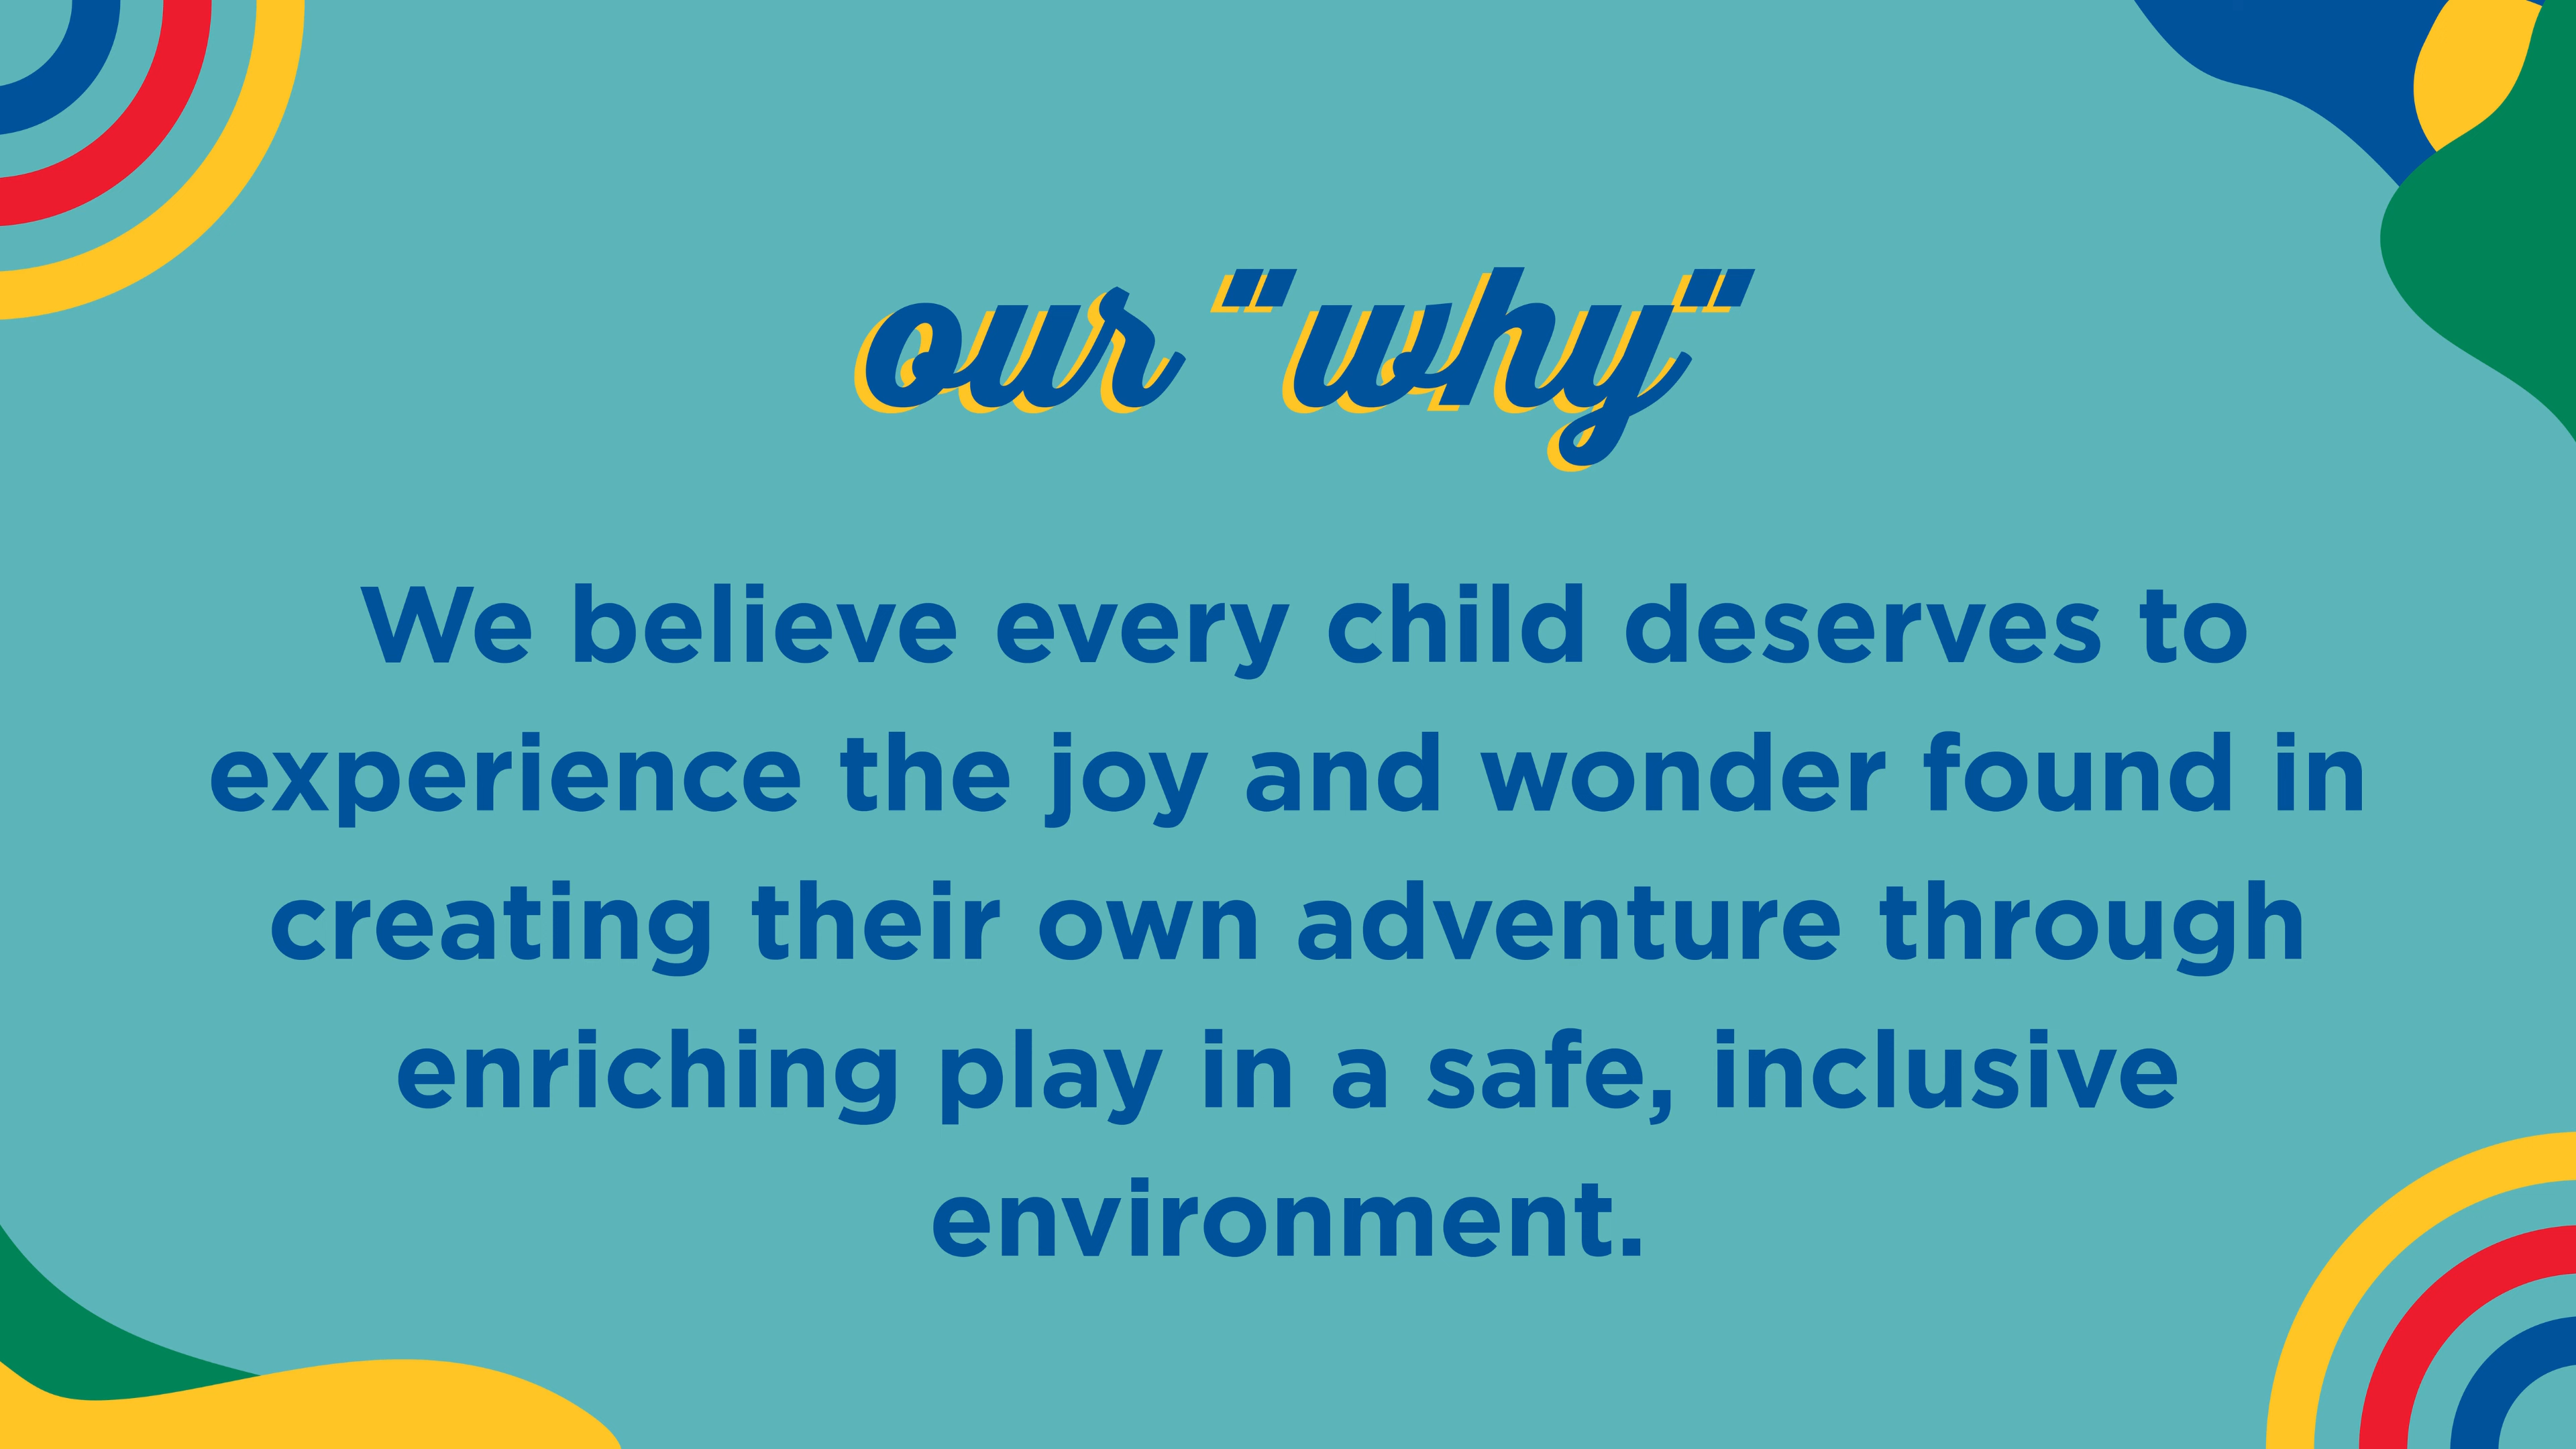 our "why"
We believe every child deserves to
experience the joy and wonder found in
creating their own adventure through
enriching play in a safe, inclusive
environment.